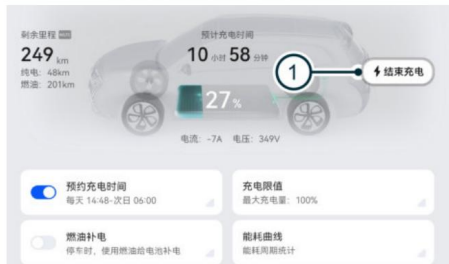 剩余里程
249 km
纯电: 48km
燃油: 201km
预计充电时间
10 小时 58 分钟
1
结束充电
27%
电流: -7A 电压: 349V
预约充电时间
每天 14:48-次日 06:00
充电限值
最大充电量: 100%
燃油补电
停车时，使用燃油给电池补电
能耗曲线
能耗周期统计